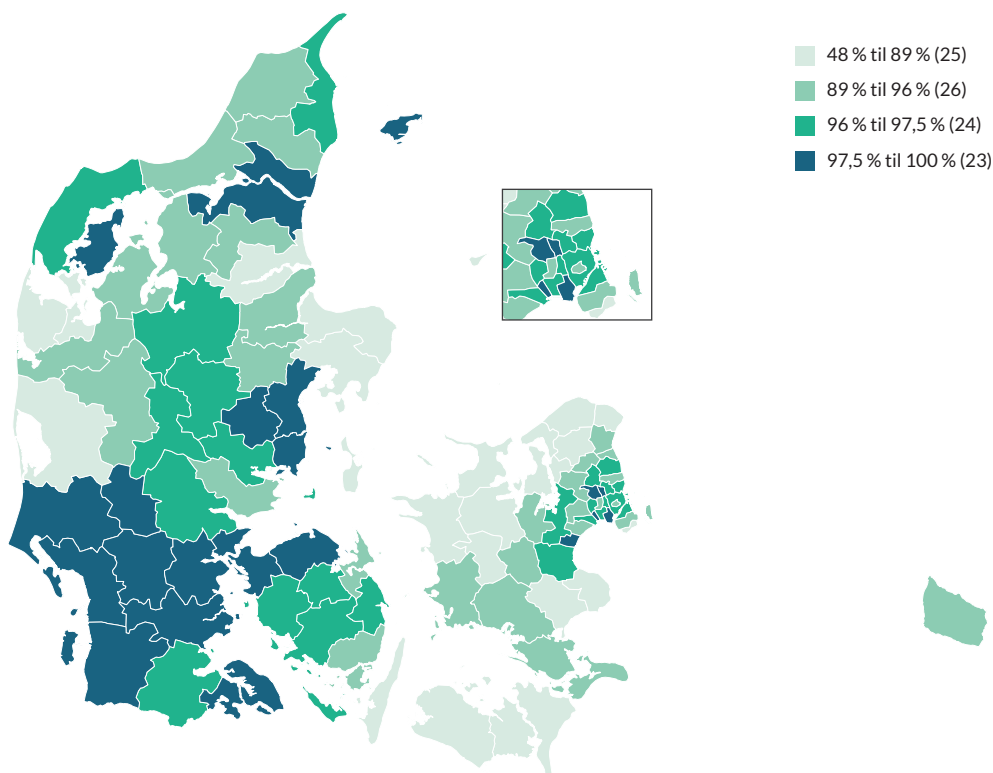 48 % til 89 % (25)
89 % til 96 % (26)
96 % til 97,5 % (24)
97,5 % til 100 % (23)